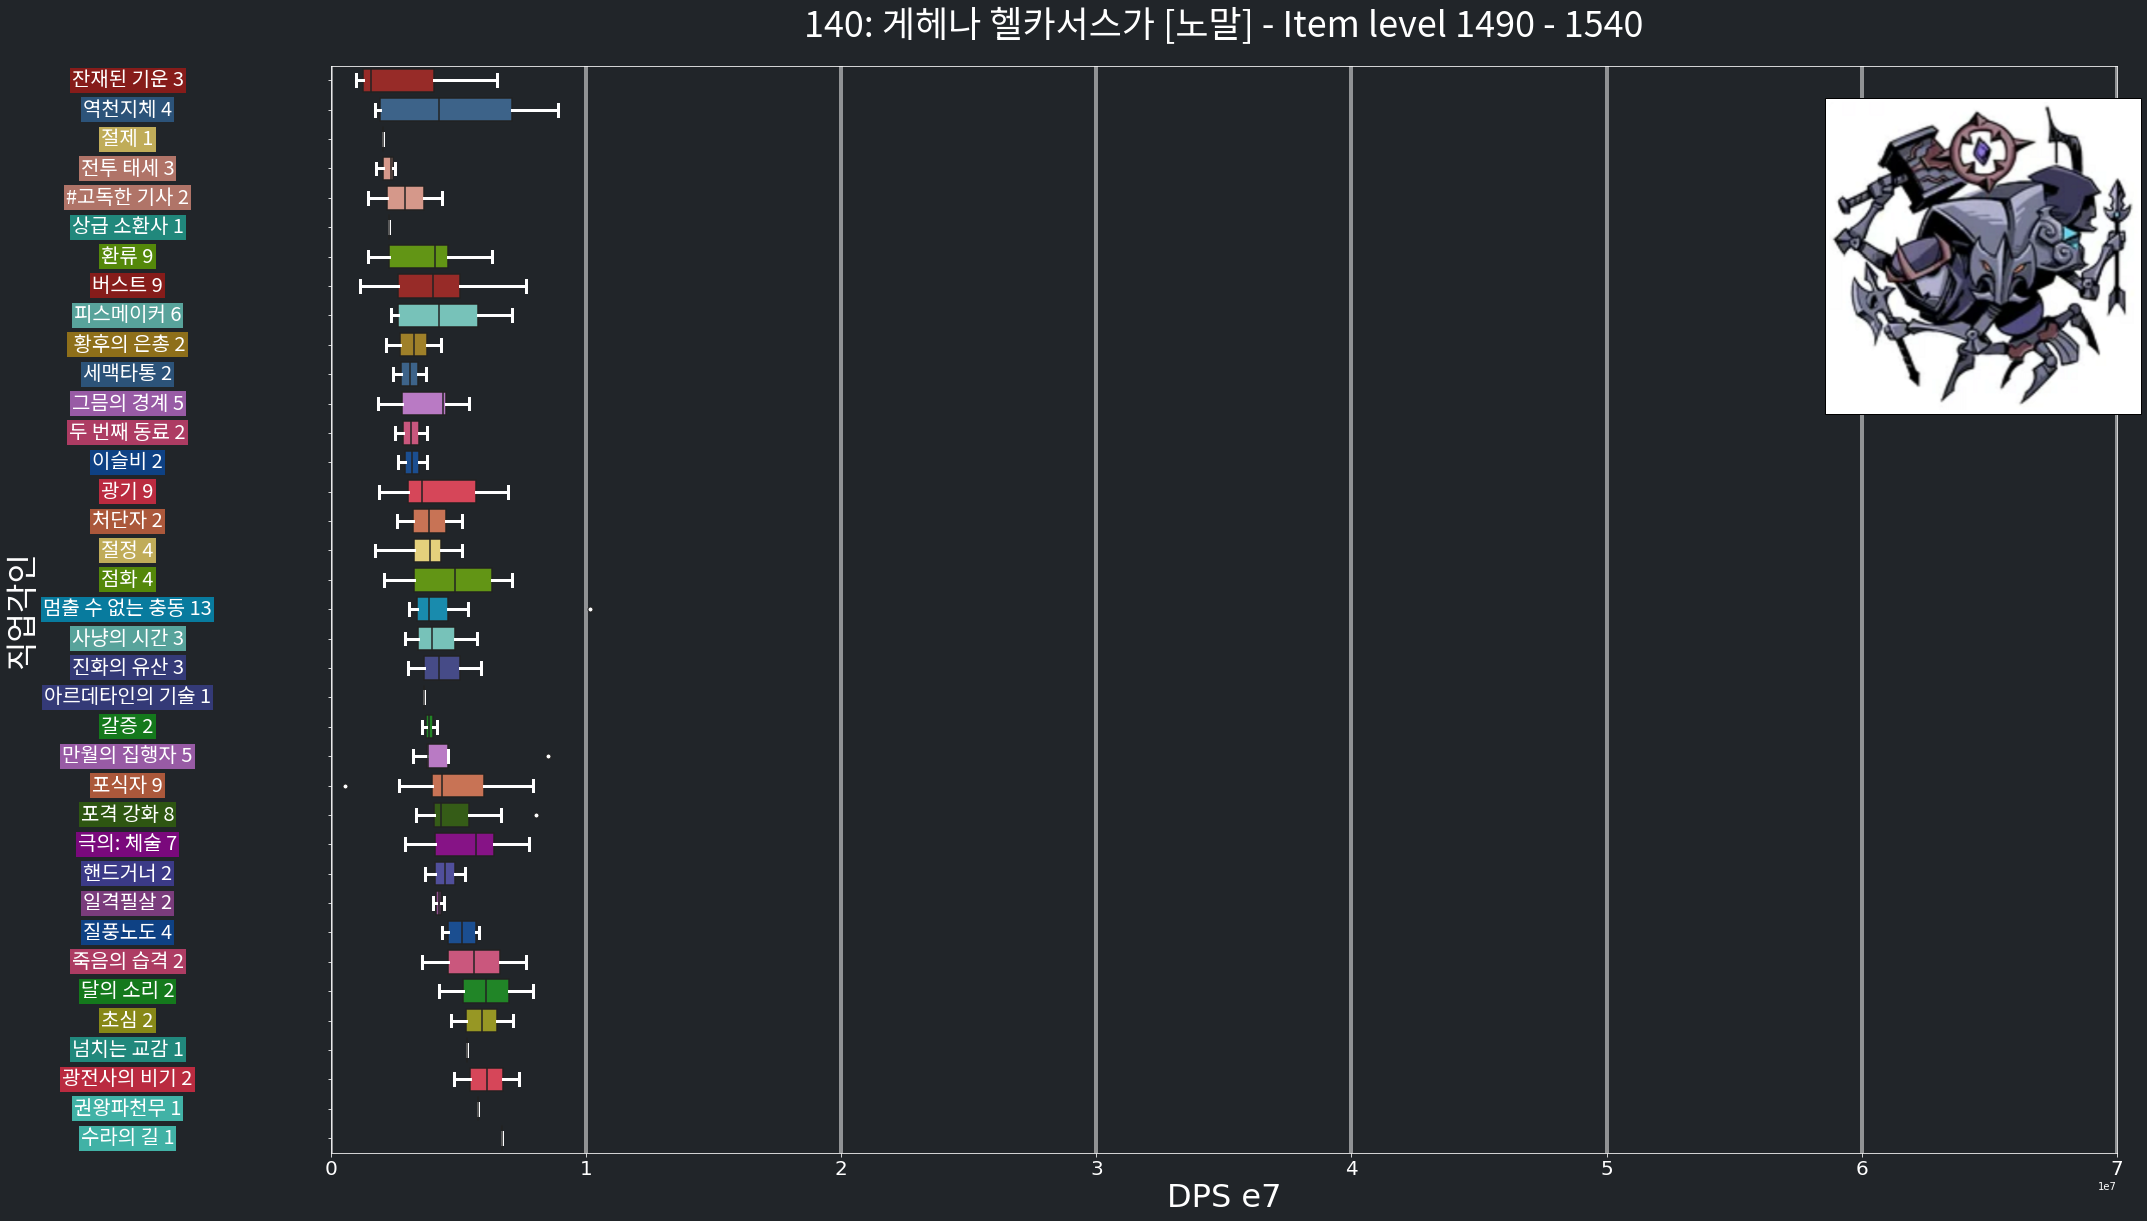 140: 게헤나 헬카서스가 [노말] - Item level 1490 - 1540
직업각인
잔재된 기운 3
역천지체 4
절제 1
전투 태세 3
#고독한 기사 2
상급 소환사 1
환류 9
버스트 9
피스메이커 6
황후의 은총 2
세맥타통 2
그믐의 경계 5
두 번째 동료 2
이슬비 2
광기 9
처단자 2
절정 4
점화 4
멈출 수 없는 충동 13
사냥의 시간 3
진화의 유산 3
아르데타인의 기술 1
갈증 2
만월의 집행자 5
포식자 9
포격 강화 8
극의: 체술 7
핸드거너 2
일격필살 2
질풍노도 4
죽음의 습격 2
달의 소리 2
초심 2
넘치는 교감 1
광전사의 비기 2
권왕파천무 1
수라의 길 1
0 1 2 3 4 5 6 7
1e7
DPS e7